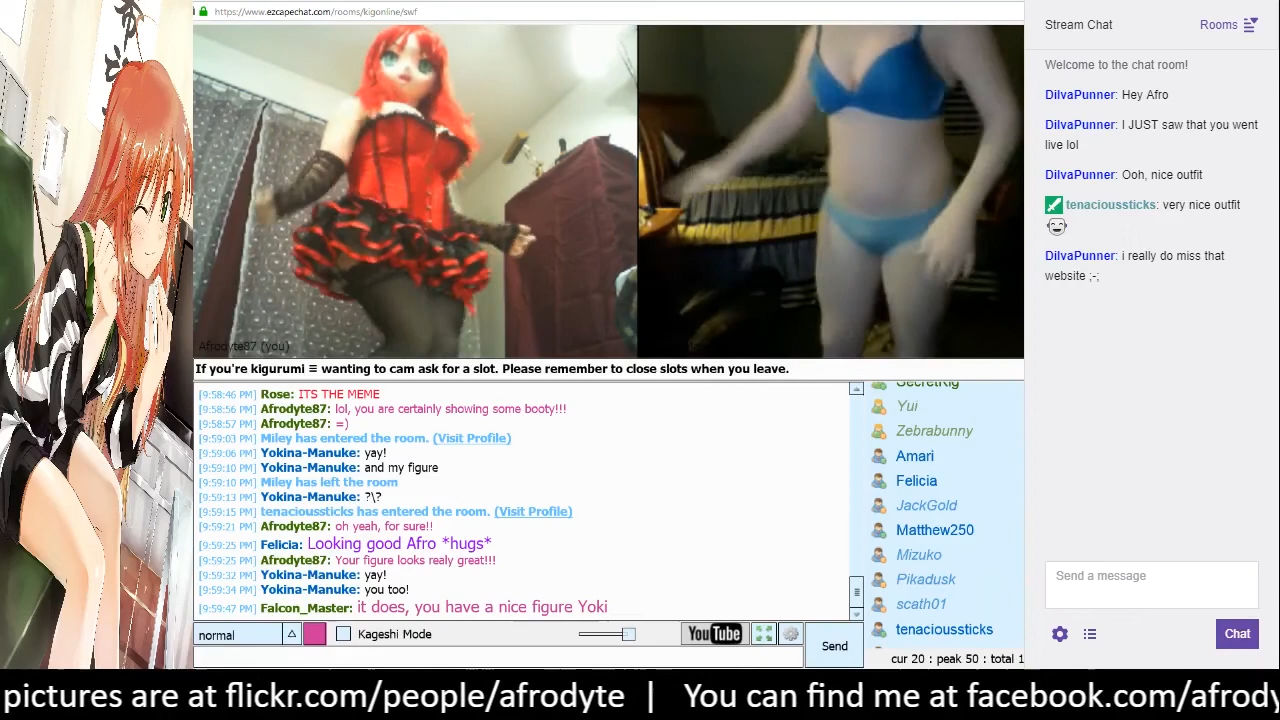 https://www.ezcapechat.com/rooms/kigonline/swf
Afrodyte87 (you)
If you're kigurumi ≡ wanting to cam ask for a slot. Please remember to close slots when you leave.
[9:58:46 PM] Rose: ITS THE MEME
[9:58:56 PM] Afrodyte87: lol, you are certainly showing some booty!!!
[9:58:57 PM] Afrodyte87: =)
[9:59:03 PM] Miley has entered the room. (Visit Profile)
[9:59:06 PM] Yokina-Manuke: yay!
[9:59:10 PM] Yokina-Manuke: and my figure
[9:59:10 PM] Miley has left the room
[9:59:13 PM] Yokina-Manuke: ?\?
[9:59:15 PM] tenacioussticks has entered the room. (Visit Profile)
[9:59:21 PM] Afrodyte87: oh yeah, for sure!!
[9:59:25 PM] Felicia: Looking good Afro *hugs*
[9:59:25 PM] Afrodyte87: Your figure looks realy great!!!
[9:59:32 PM] Yokina-Manuke: yay!
[9:59:34 PM] Yokina-Manuke: you too!
[9:59:47 PM] Falcon_Master: it does, you have a nice figure Yoki
normal
Kageshi Mode
YouTube
Send
SecretKig
Yui
Zebrabunny
Amari
Felicia
JackGold
Matthew250
Mizuko
Pikadusk
scath01
tenacioussticks
cur 20 : peak 50 : total 1
Stream Chat
Rooms
Welcome to the chat room!
DilvaPunner: Hey Afro
DilvaPunner: I JUST saw that you went
live lol
DilvaPunner: Ooh, nice outfit
tenacioussticks: very nice outfit
DilvaPunner: i really do miss that
website ;-;
Send a message
Chat
pictures are at flickr.com/people/afrodyte | You can find me at facebook.com/afrody